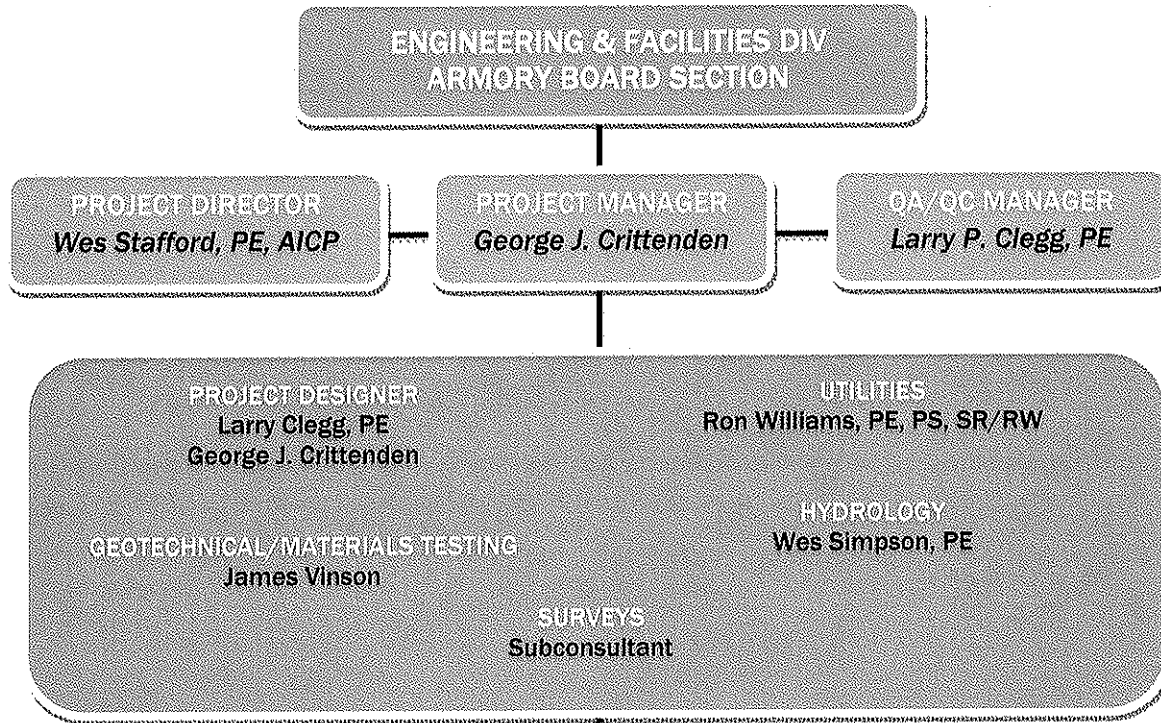 ENGINEERING & FACILITIES DIV
ARMORY BOARD SECTION
PROJECT DIRECTOR
Wes Stafford, PE, AICP
PROJECT MANAGER
George J. Crittenden
QA/QC MANAGER
Larry P. Clegg, PE
PROJECT DESIGNER
Larry Clegg, PE
George J. Crittenden
UTILITIES
Ron Williams, PE, PS, SR/RW
GEOTECHNICAL/MATERIALS TESTING
James Vinson
HYDROLOGY
Wes Simpson, PE
SURVEYS
Subconsultant